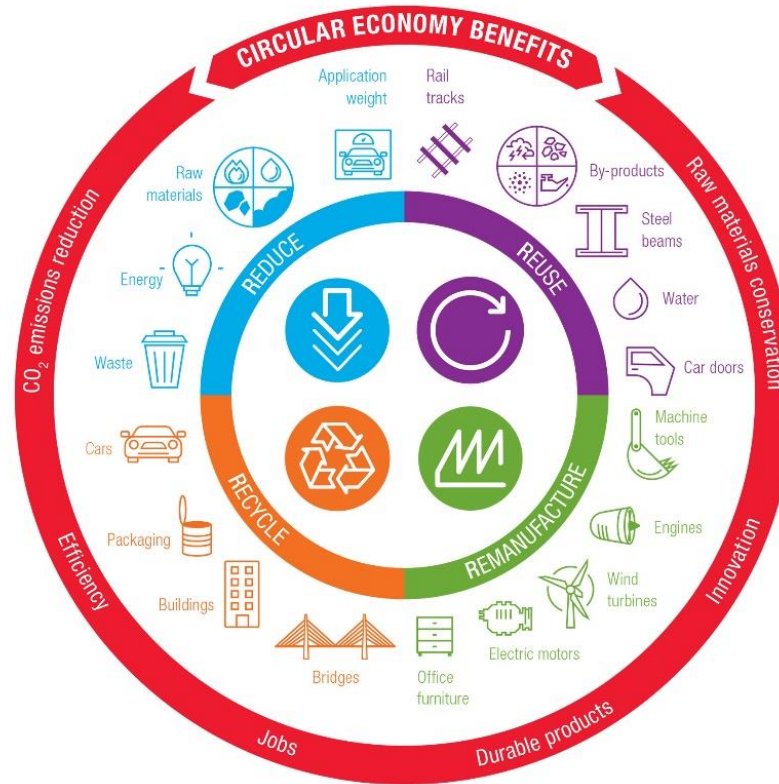 CIRCULAR ECONOMY BENEFITS
Raw materials conservation
Innovation
Durable products
Jobs
Efficiency
CO₂ emissions reduction
REDUCE
Application
weight
Raw
materials
Energy
Waste
REUSE
Rail
tracks
By-products
Steel
beams
Water
Car doors
REMANUFACTURE
Machine
tools
Engines
Wind
turbines
Electric motors
Office
furniture
RECYCLE
Cars
Packaging
Buildings
Bridges